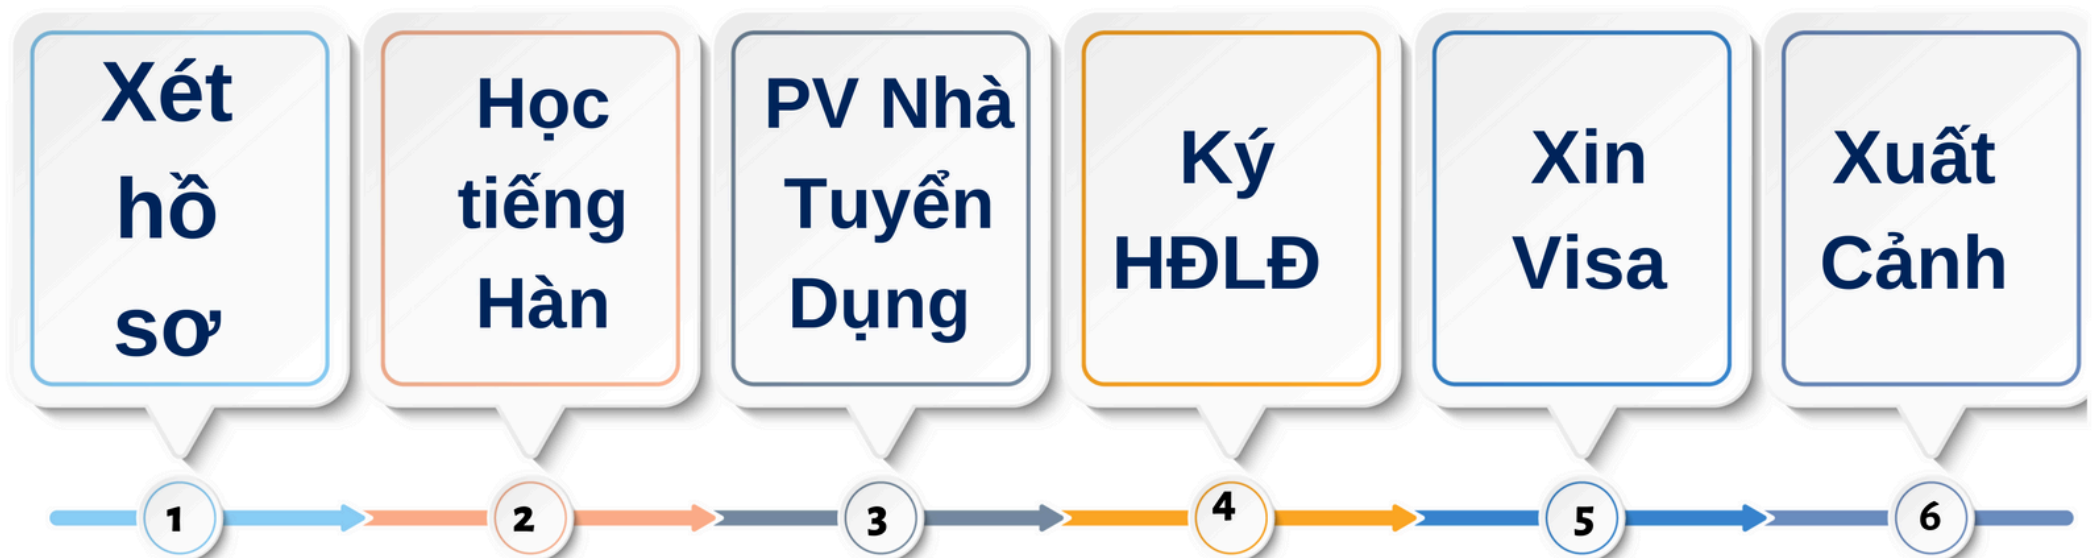 Xét
hồ
sơ
Học
tiếng
Hàn
PV Nhà
Tuyển
Dụng
Ký
HĐLĐ
Xin
Visa
Xuất
Cảnh
1
2
3
4
5
6